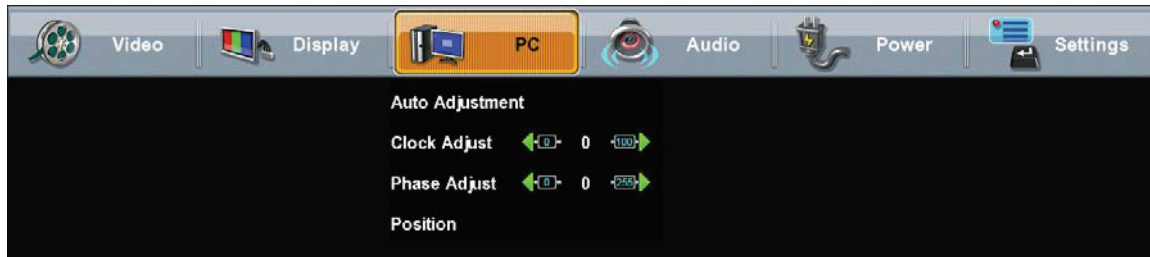 Video Display PC Audio Power Settings
Auto Adjustment
Clock Adjust 0 0 100
Phase Adjust 0 0 255
Position